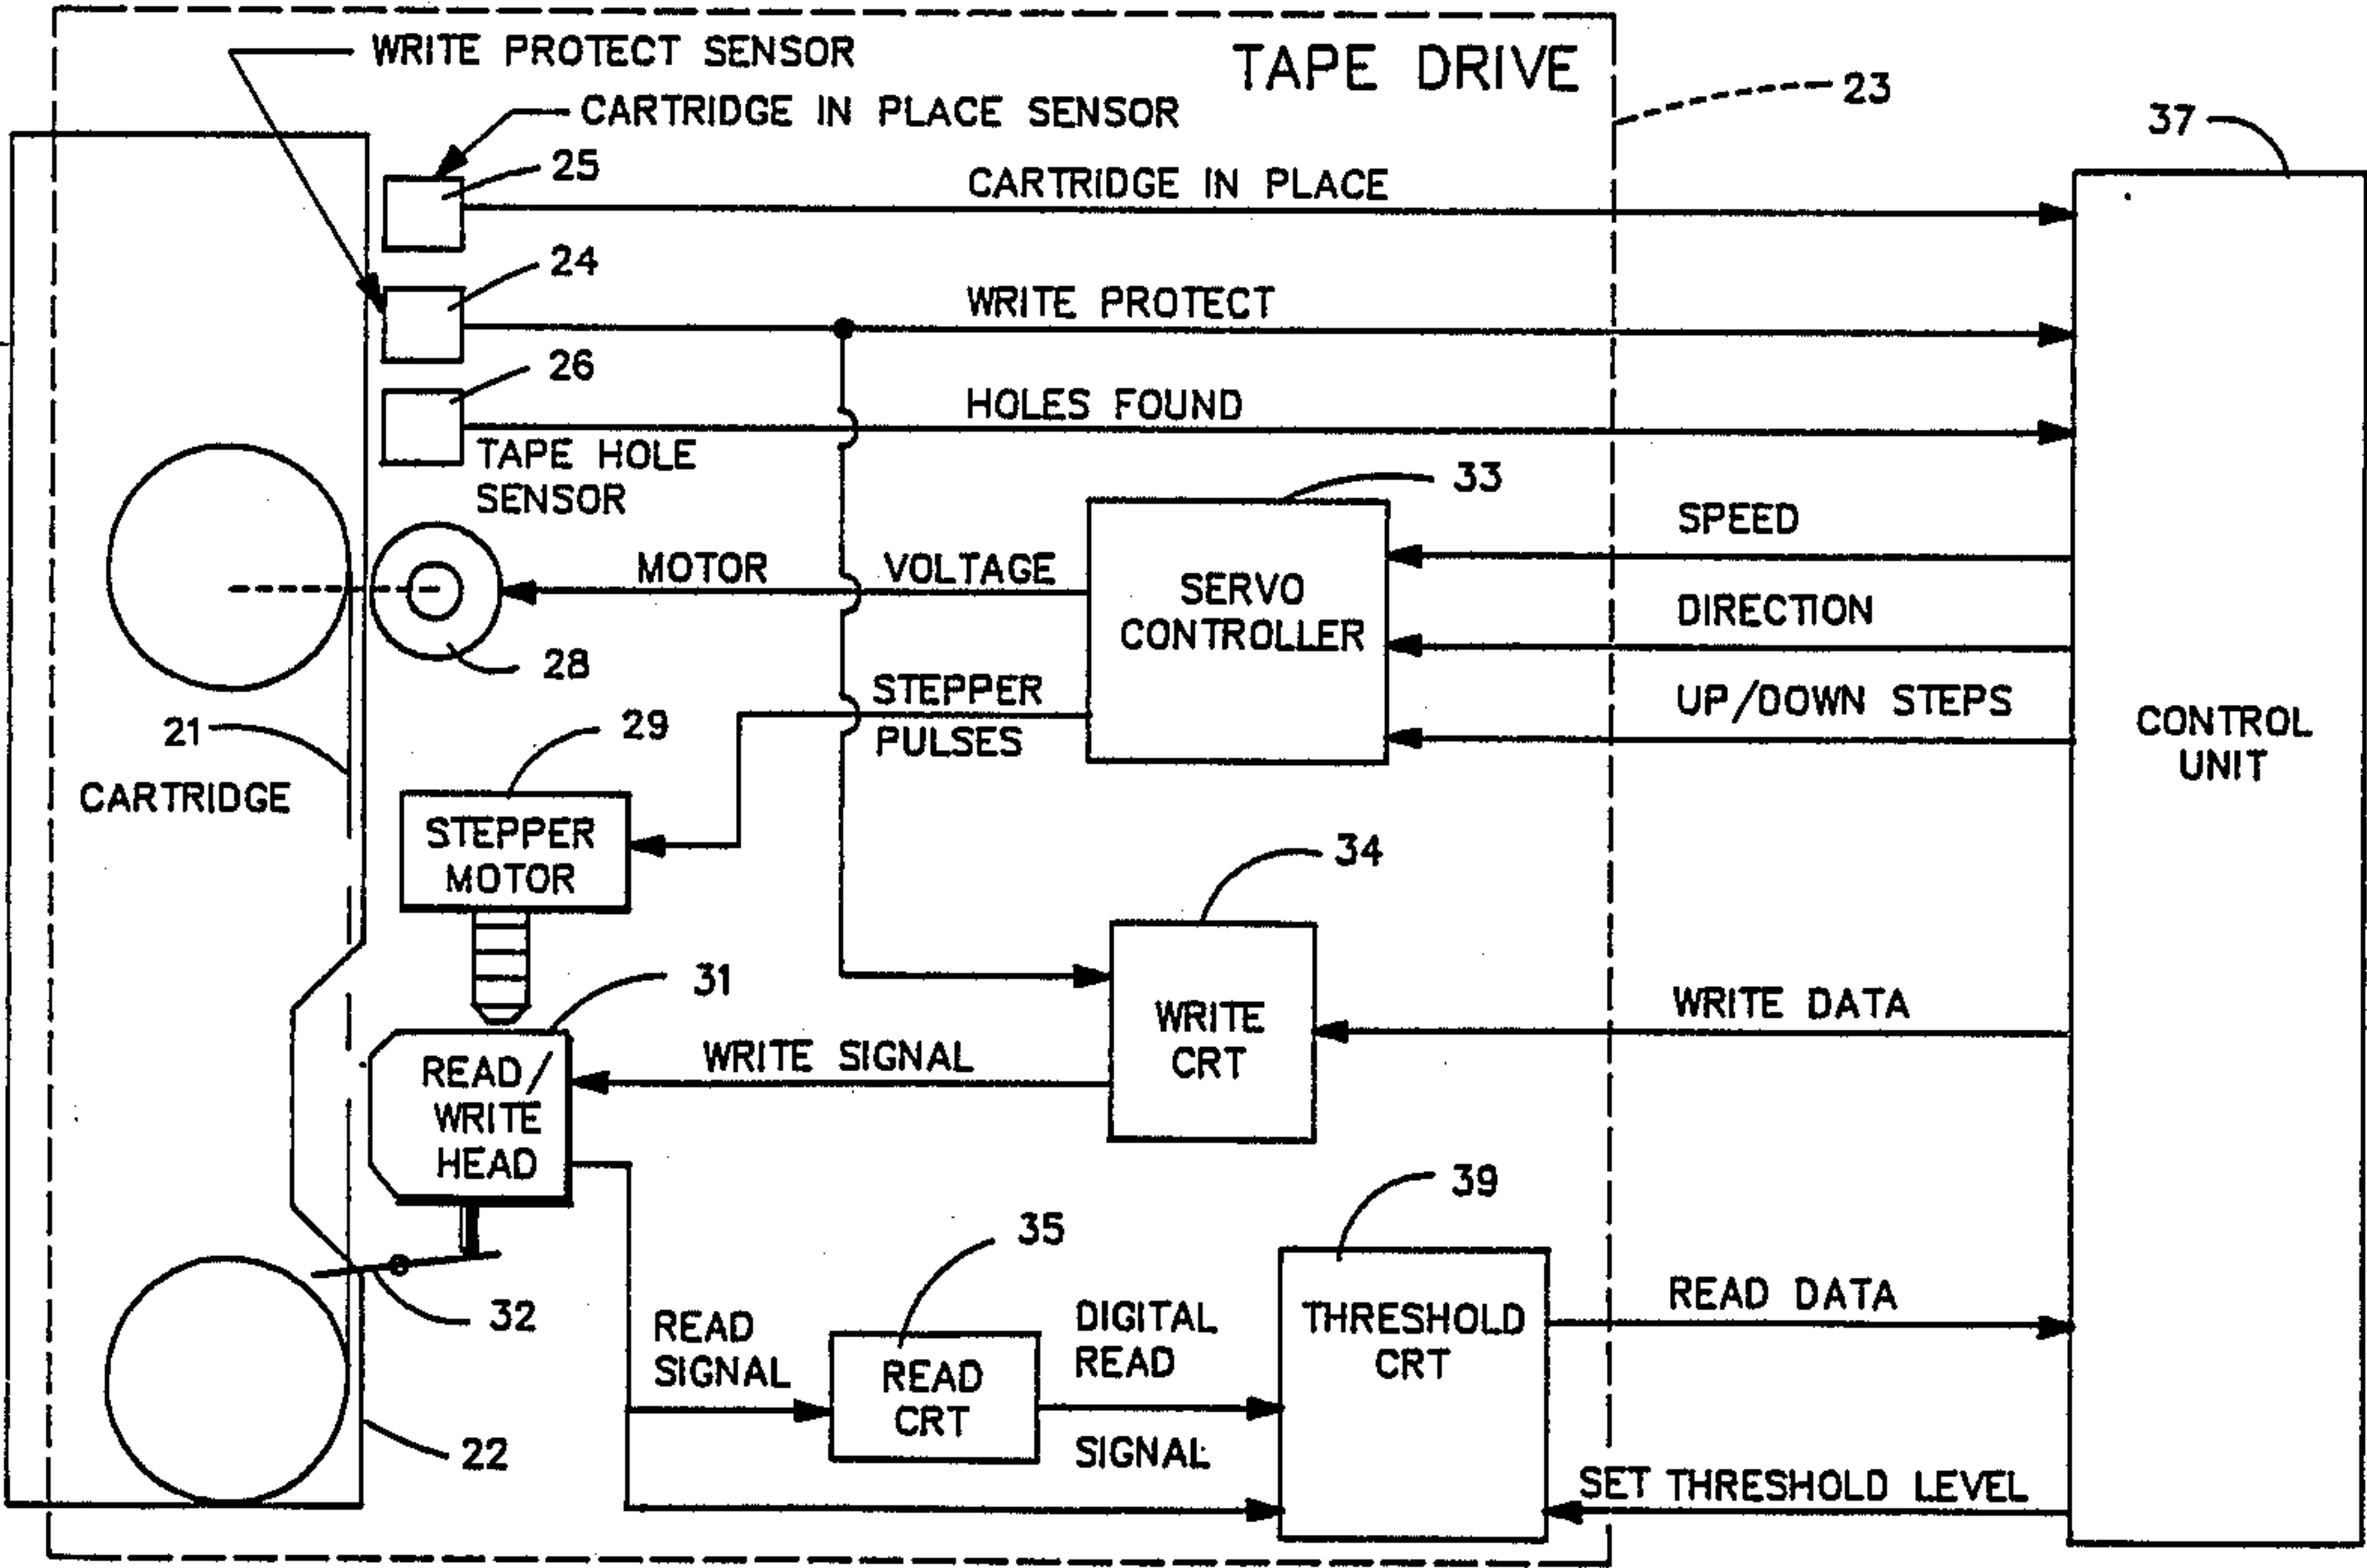 WRITE PROTECT SENSOR
TAPE DRIVE
23
CARTRIDGE IN PLACE SENSOR
37
25
CARTRIDGE IN PLACE
24
WRITE PROTECT
26
HOLES FOUND
TAPE HOLE
SENSOR
33
SPEED
MOTOR VOLTAGE
SERVO
CONTROLLER
DIRECTION
28
STEPPER
PULSES
UP/DOWN STEPS
21
29
CONTROL
UNIT
CARTRIDGE
STEPPER
MOTOR
34
31
WRITE
CRT
WRITE DATA
READ/
WRITE
HEAD
WRITE SIGNAL
39
35
32
READ
SIGNAL
DIGITAL
READ
SIGNAL
THRESHOLD
CRT
READ DATA
READ
CRT
22
SET THRESHOLD LEVEL